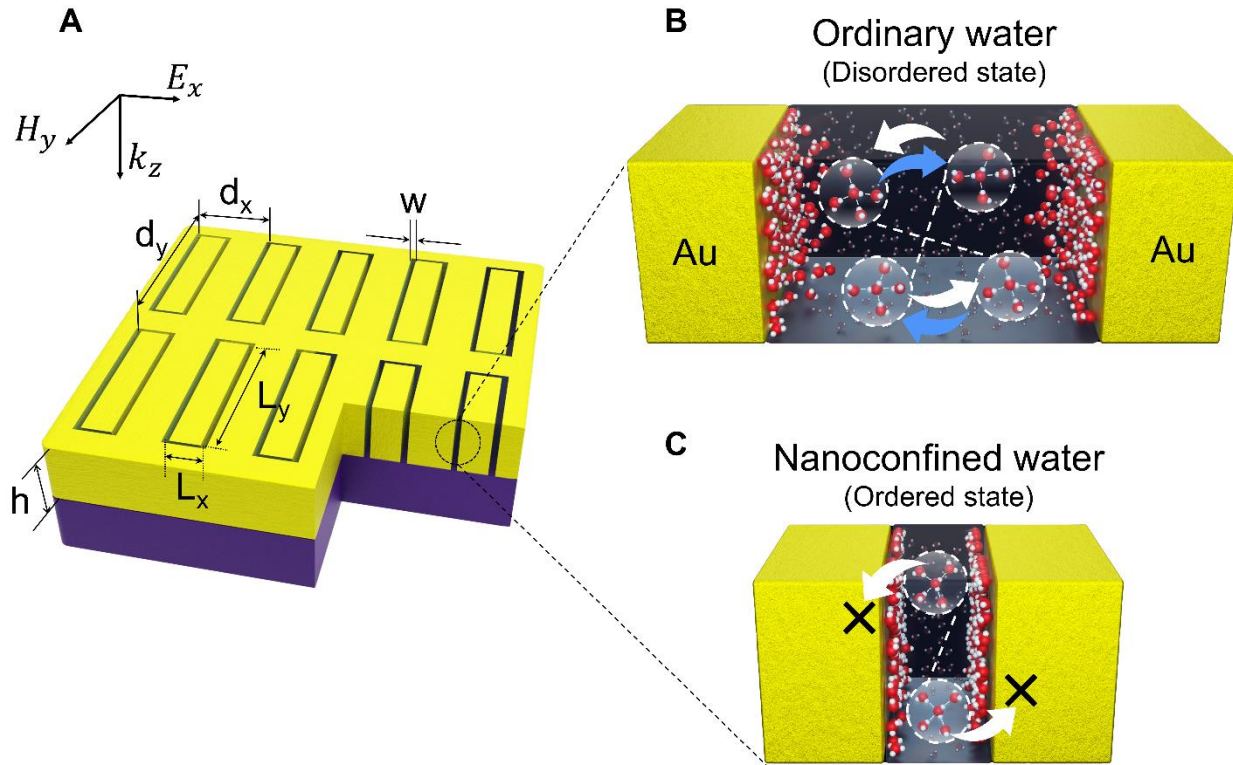 A
E_x
H_y
k_z
d_x
w
d_y
L_y
L_x
h
B
Ordinary water
(Disordered state)
Au
Au
C
Nanoconfined water
(Ordered state)